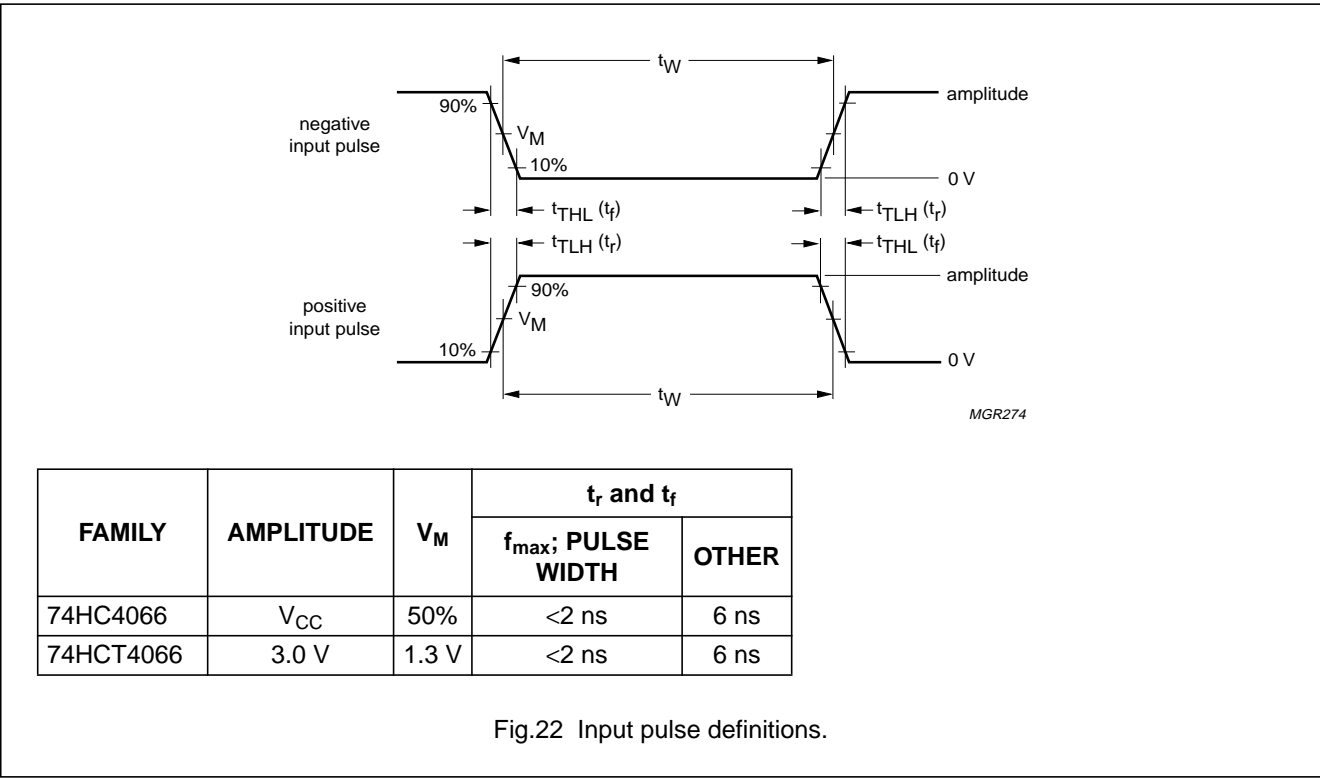 tW
90%
amplitude
negative
input pulse
VM
10%
0 V
tTHL (tf)
tTLH (tr)
tTLH (tr)
tTHL (tf)
amplitude
90%
positive
input pulse
VM
10%
0 V
tW
MGR274
FAMILY AMPLITUDE VM tr and tf
fmax; PULSE WIDTH OTHER
74HC4066 VCC 50% <2 ns 6 ns
74HCT4066 3.0 V 1.3 V <2 ns 6 ns
Fig.22 Input pulse definitions.